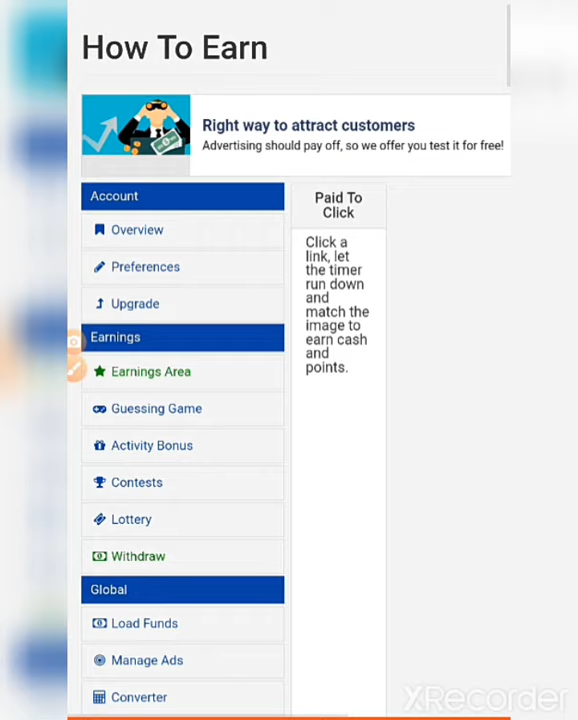 How To Earn
Right way to attract customers
Advertising should pay off, so we offer you test it for free!
Account
Overview
Preferences
Upgrade
Earnings
Earnings Area
Guessing Game
Activity Bonus
Contests
Lottery
Withdraw
Global
Load Funds
Manage Ads
Converter
Paid To
Click
Click a
link, let
the timer
run down
and
match the
image to
earn cash
and
points.
XRecorder